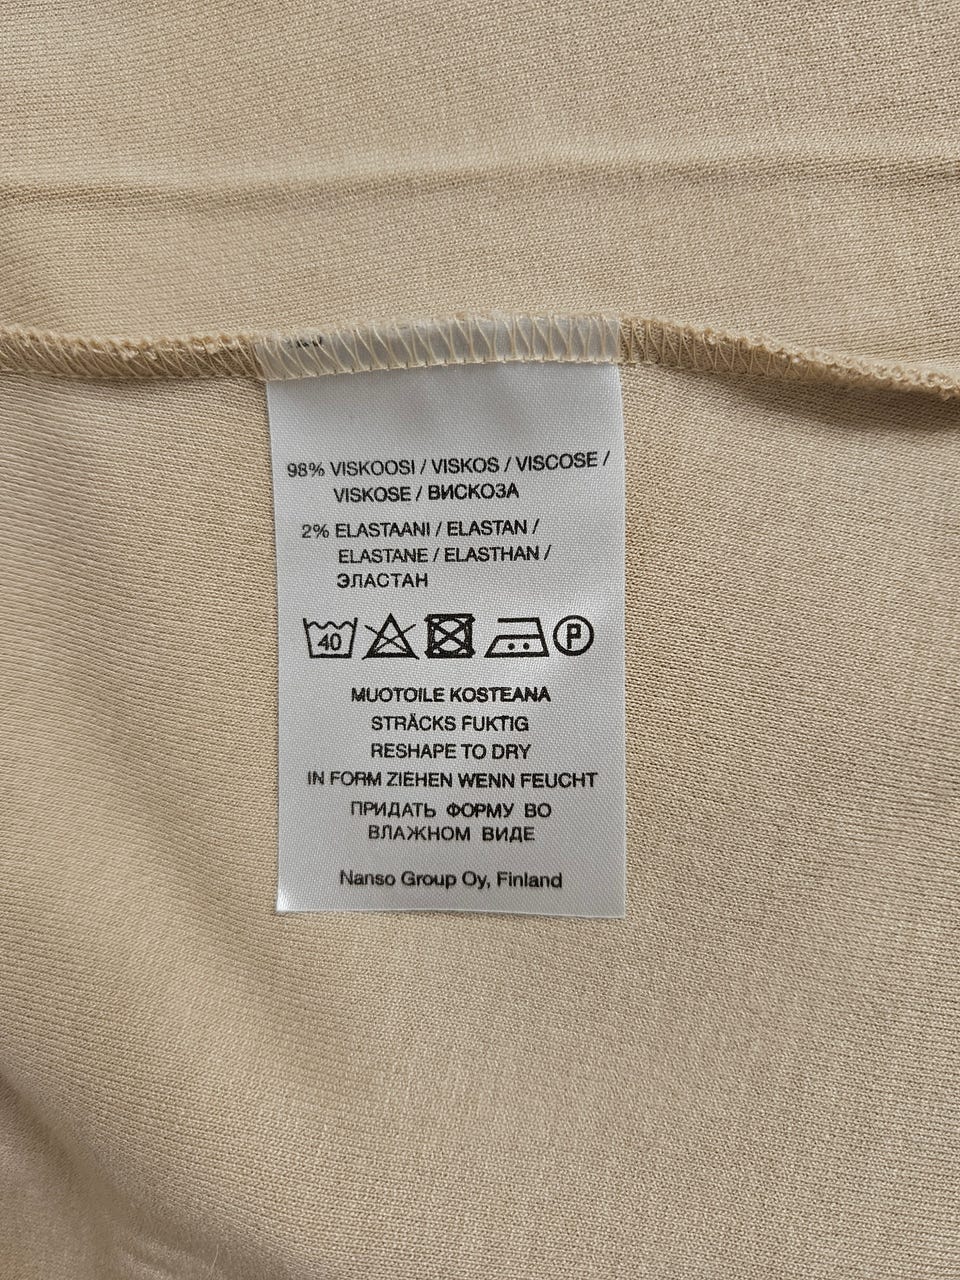 98% VISKOOSI / VISKOS / VISCOSE /
VISKOSE / ВИСКОЗА
2% ELASTAANI / ELASTAN /
ELASTANE / ELASTHAN /
ЭЛАСТАН
40 P
MUOTOILE KOSTEANA
STRÄCKS FUKTIG
RESHAPE TO DRY
IN FORM ZIEHEN WENN FEUCHT
ПРИДАТЬ ФОРМУ ВО
ВЛАЖНОМ ВИДЕ
Nanso Group Oy, Finland